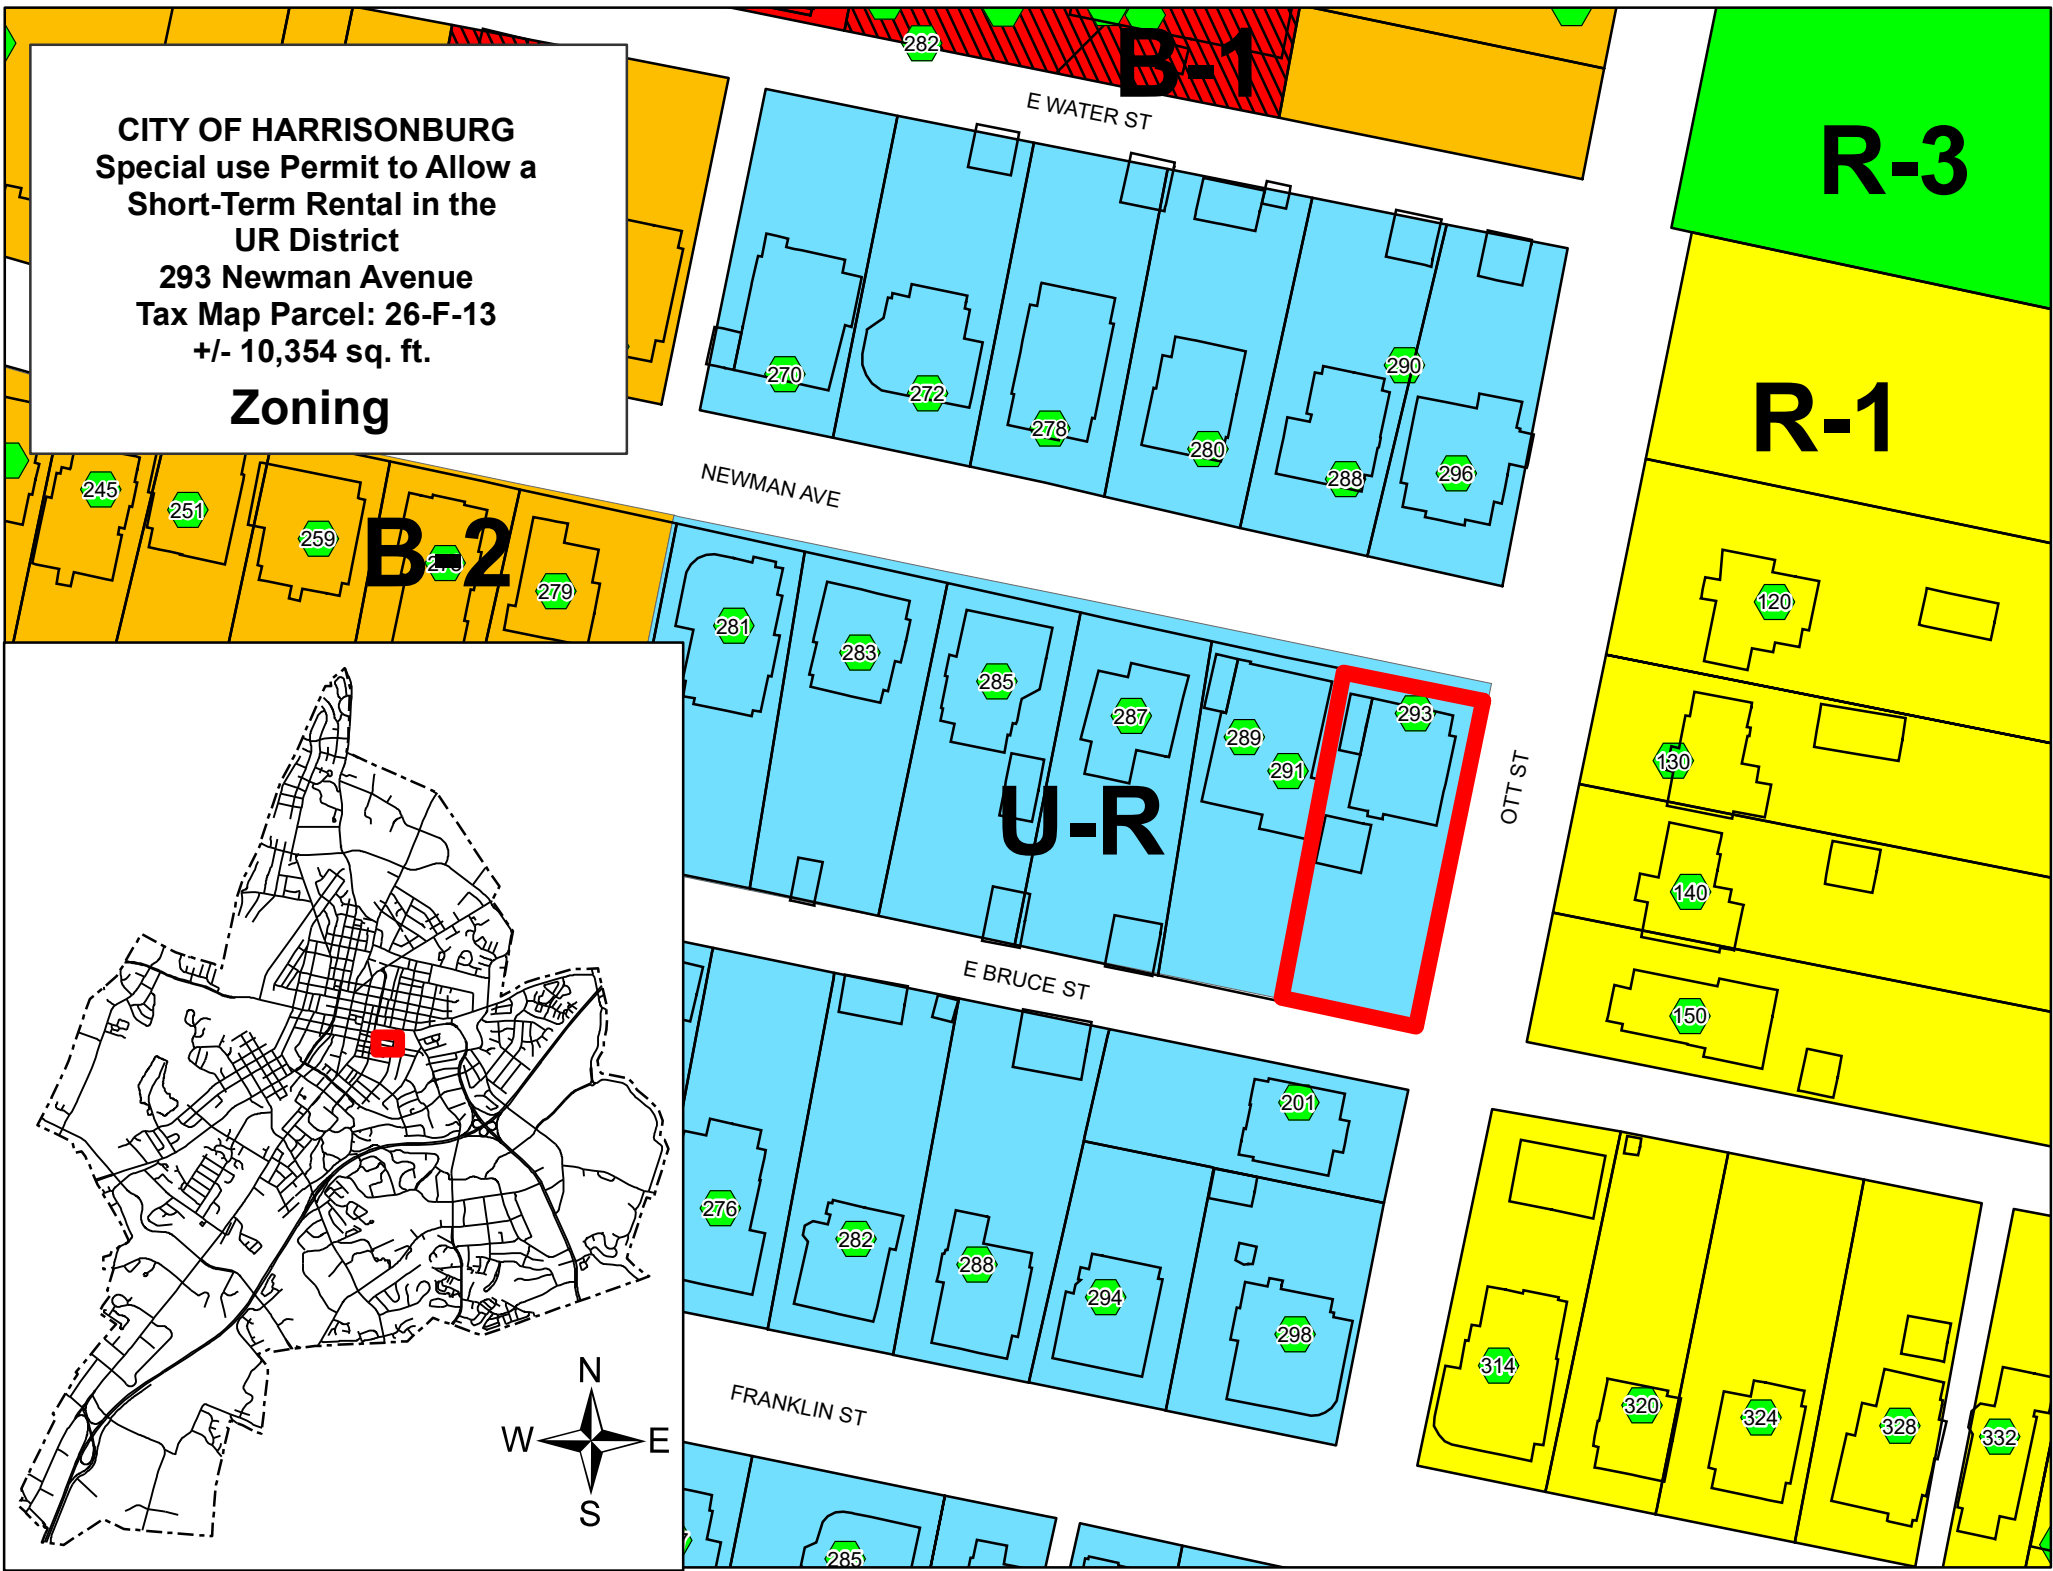 282
B-1
E WATER ST
R-3
CITY OF HARRISONBURG
Special use Permit to Allow a
Short-Term Rental in the
UR District
293 Newman Avenue
Tax Map Parcel: 26-F-13
+/- 10,354 sq. ft.
Zoning
R-1
270
272
278
280
288
290
296
NEWMAN AVE
245
251
259
B-2
279
281
283
285
287
289
291
293
U-R
OTT ST
120
130
140
150
E BRUCE ST
201
276
282
288
294
298
314
320
324
328
332
FRANKLIN ST
285
N
W E
S